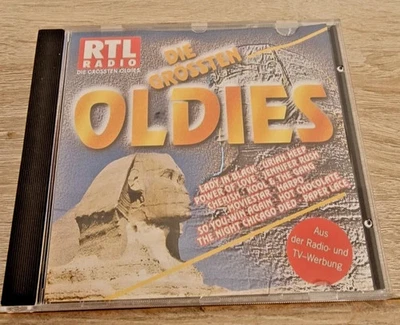 RTL
RADIO
DIE GRÖSSTEN OLDIES
DIE
GRÖSSTEN
OLDIES
LADY IN BLACK · URIAH HEEP
POWER OF LOVE · JENNIFER RUSH
CHERISH · KOOL & THE GANG
MOVIESTAR · HARPO
SO YOU WIN AGAIN · HOT CHOCOLATE
THE NIGHT CHICAGO DIED · PAPER LACE
Aus
der Radio- und
TV-Werbung